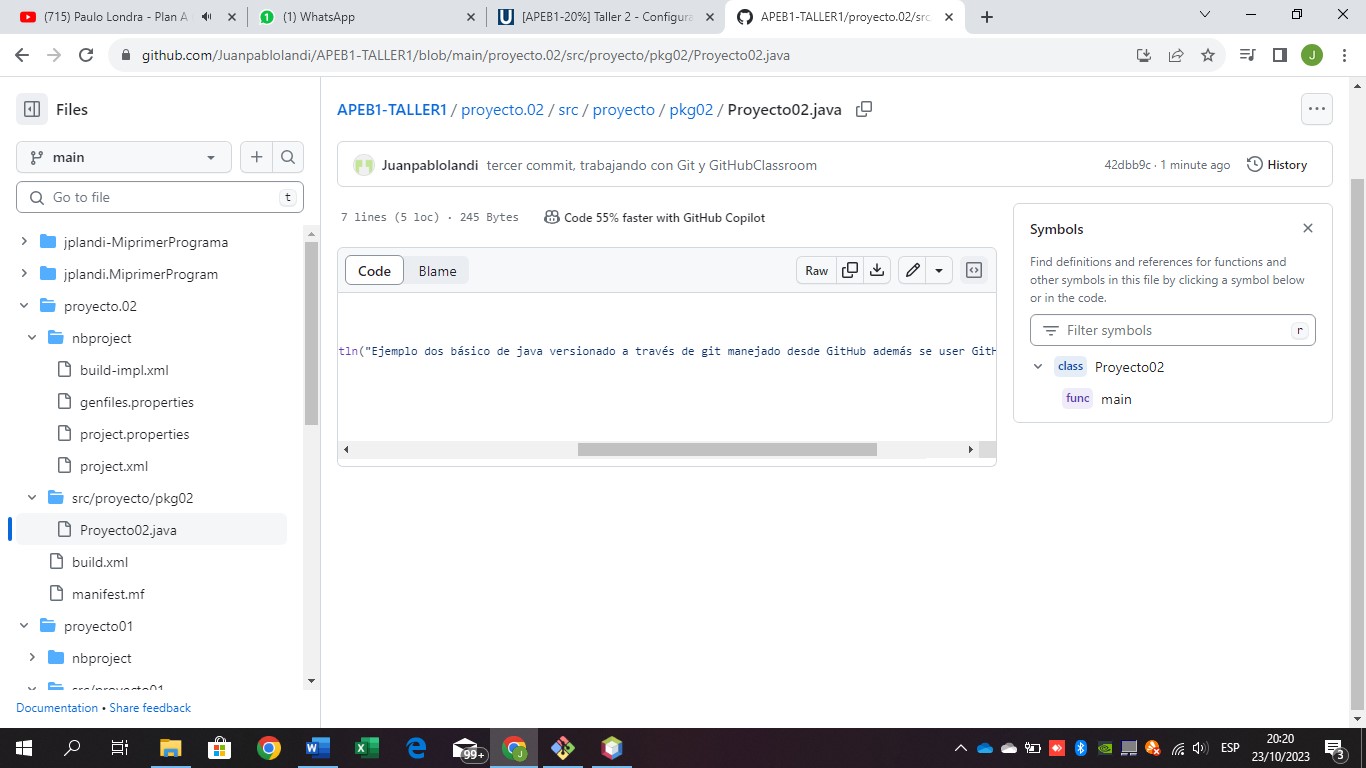 (715) Paulo Londra - Plan A
(1) WhatsApp
[APEB1-20%] Taller 2 - Configura
APEB1-TALLER1/proyecto.02/src
github.com/Juanpablolandi/APEB1-TALLER1/blob/main/proyecto.02/src/proyecto/pkg02/Proyecto02.java
J
Files
main
Go to file
t
jplandi-MiprimerPrograma
jplandi.MiprimerProgram
proyecto.02
nbproject
build-impl.xml
genfiles.properties
project.properties
project.xml
src/proyecto/pkg02
Proyecto02.java
build.xml
manifest.mf
proyecto01
nbproject
src/proyecto01
Documentation • Share feedback
APEB1-TALLER1 / proyecto.02 / src / proyecto / pkg02 / Proyecto02.java
Juanpablolandi tercer commit, trabajando con Git y GitHubClassroom
42dbb9c · 1 minute ago
History
7 lines (5 loc) · 245 Bytes
Code 55% faster with GitHub Copilot
Code
Blame
Raw
tln("Ejemplo dos básico de java versionado a través de git manejado desde GitHub además se user GitH
Symbols
Find definitions and references for functions and
other symbols in this file by clicking a symbol below
or in the code.
Filter symbols
r
class Proyecto02
func main
99+
J
ESP
20:20
23/10/2023
3